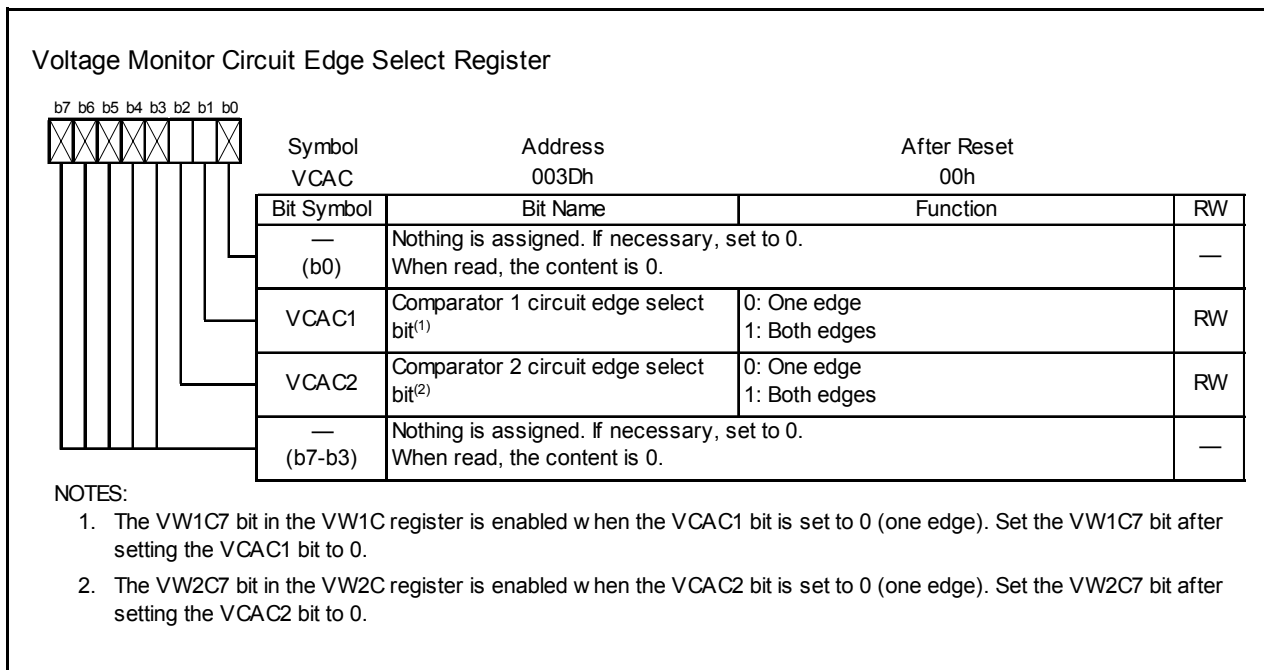 Voltage Monitor Circuit Edge Select Register
b7 b6 b5 b4 b3 b2 b1 b0
Symbol Address After Reset
VCAC 003Dh 00h
Bit Symbol Bit Name Function RW
— (b0) Nothing is assigned. If necessary, set to 0.
When read, the content is 0. —
VCAC1 Comparator 1 circuit edge select bit(1) 0: One edge
1: Both edges RW
VCAC2 Comparator 2 circuit edge select bit(2) 0: One edge
1: Both edges RW
— (b7-b3) Nothing is assigned. If necessary, set to 0.
When read, the content is 0. —
NOTES:
1. The VW1C7 bit in the VW1C register is enabled when the VCAC1 bit is set to 0 (one edge). Set the VW1C7 bit after
setting the VCAC1 bit to 0.
2. The VW2C7 bit in the VW2C register is enabled when the VCAC2 bit is set to 0 (one edge). Set the VW2C7 bit after
setting the VCAC2 bit to 0.